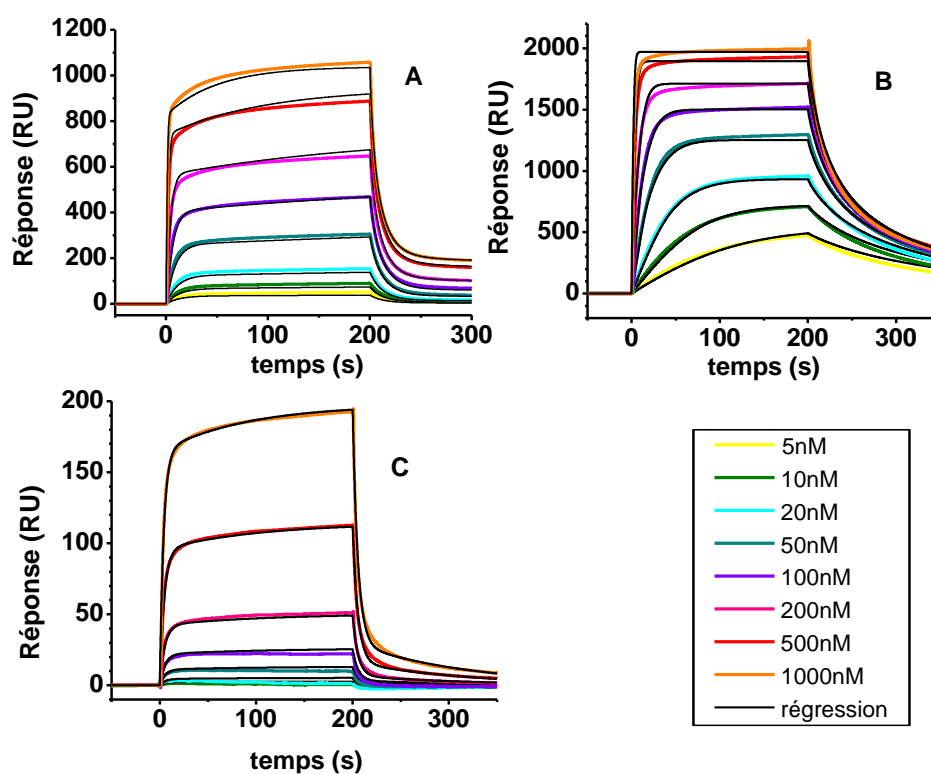 1200
1000
800
600
400
200
0
Réponse (RU)
0 100 200 300
temps (s)
A
2000
1500
1000
500
0
Réponse (RU)
0 100 200 300
temps (s)
B
200
150
100
50
0
Réponse (RU)
0 100 200 300
temps (s)
C
5nM
10nM
20nM
50nM
100nM
200nM
500nM
1000nM
régression